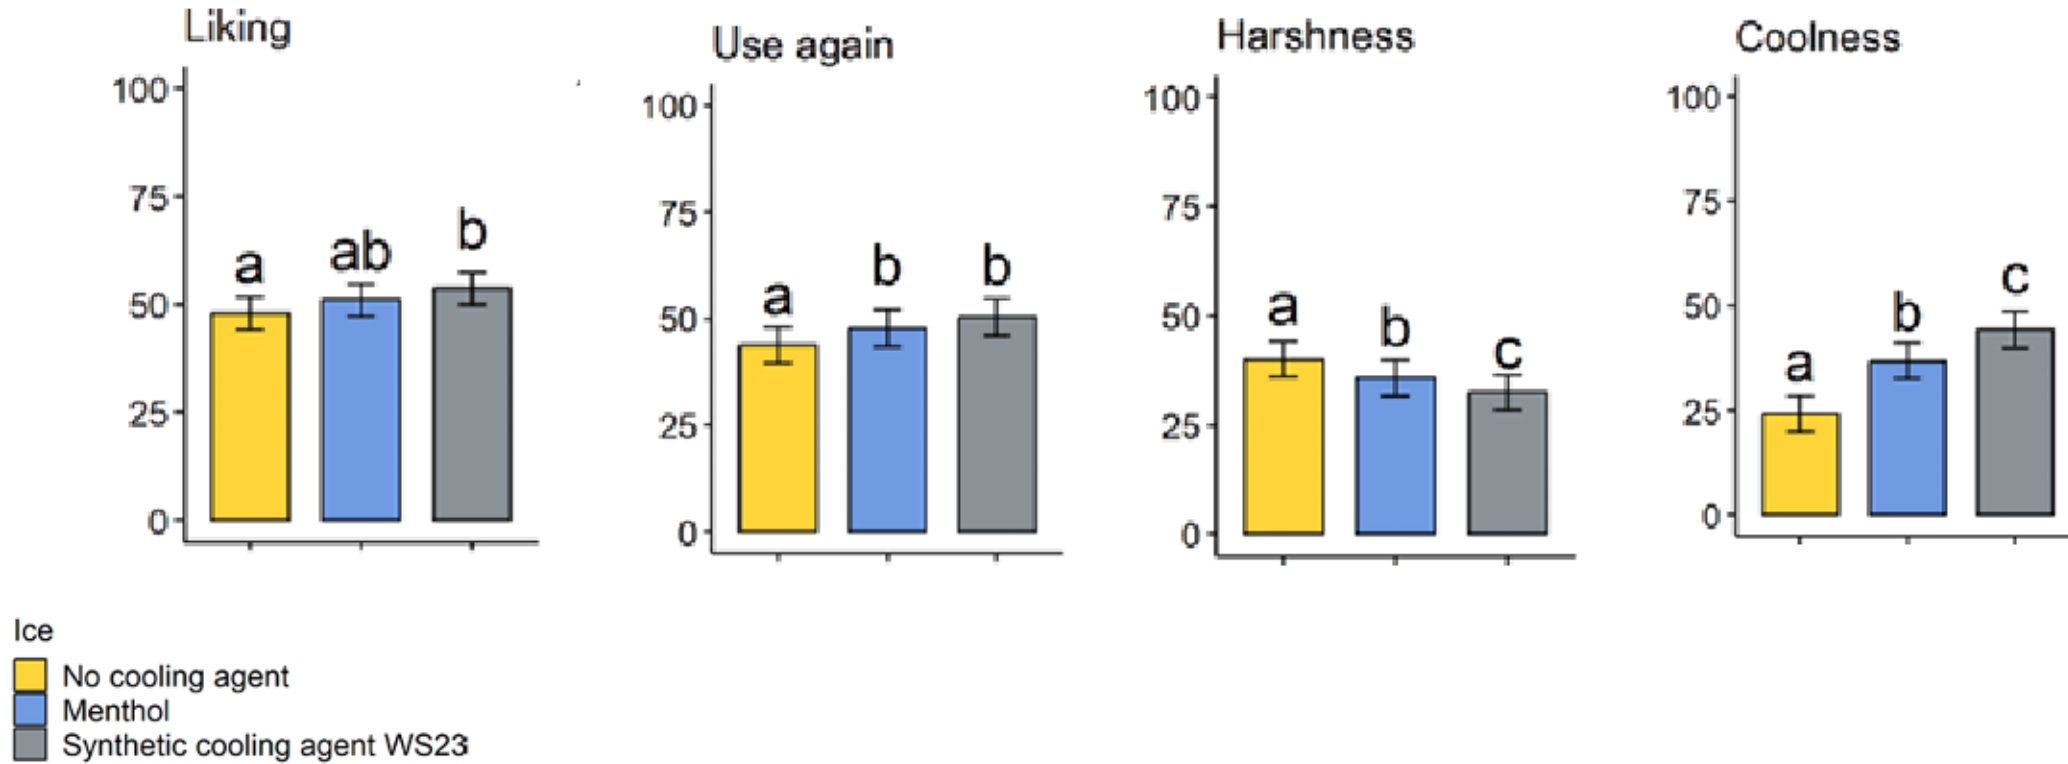 Liking
100
75
50
25
0
a
ab
b
Use again
100
75
50
25
0
a
b
b
Harshness
100
75
50
25
0
a
b
c
Coolness
100
75
50
25
0
a
b
c
Ice
No cooling agent
Menthol
Synthetic cooling agent WS23